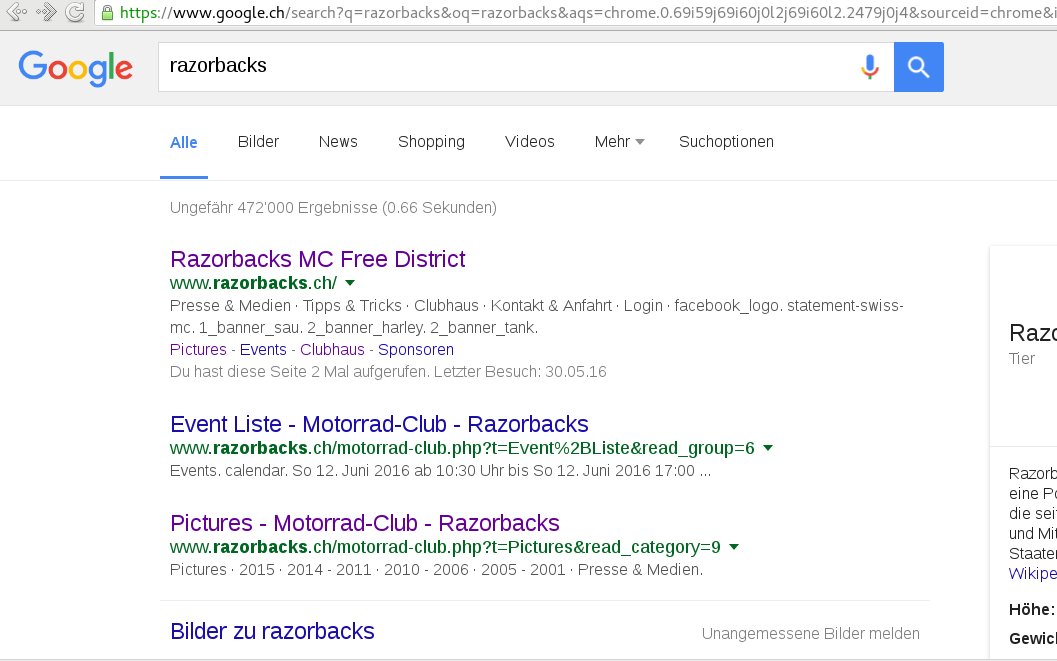 https://www.google.ch/search?q=razorbacks&oq=razorbacks&aqs=chrome.0.69i59j69i60j0l2j69i60l2.2479j0j4&sourceid=chrome&i
Google
razorbacks
Alle Bilder News Shopping Videos Mehr Suchoptionen
Ungefähr 472'000 Ergebnisse (0.66 Sekunden)
Razorbacks MC Free District
www.razorbacks.ch/
Presse & Medien · Tipps & Tricks · Clubhaus · Kontakt & Anfahrt · Login · facebook_logo. statement-swiss-
mc. 1_banner_sau. 2_banner_harley. 2_banner_tank.
Pictures - Events - Clubhaus - Sponsoren
Du hast diese Seite 2 Mal aufgerufen. Letzter Besuch: 30.05.16
Event Liste - Motorrad-Club - Razorbacks
www.razorbacks.ch/motorrad-club.php?t=Event%2BListe&read_group=6
Events. calendar. So 12. Juni 2016 ab 10:30 Uhr bis So 12. Juni 2016 17:00 ...
Pictures - Motorrad-Club - Razorbacks
www.razorbacks.ch/motorrad-club.php?t=Pictures&read_category=9
Pictures · 2015 · 2014 - 2011 · 2010 - 2006 · 2005 - 2001 · Presse & Medien.
Bilder zu razorbacks
Unangemessene Bilder melden
Razo
Tier
Razorb
eine Po
die seit
und Mit
Staaten
Wikipe
Höhe:
Gewich